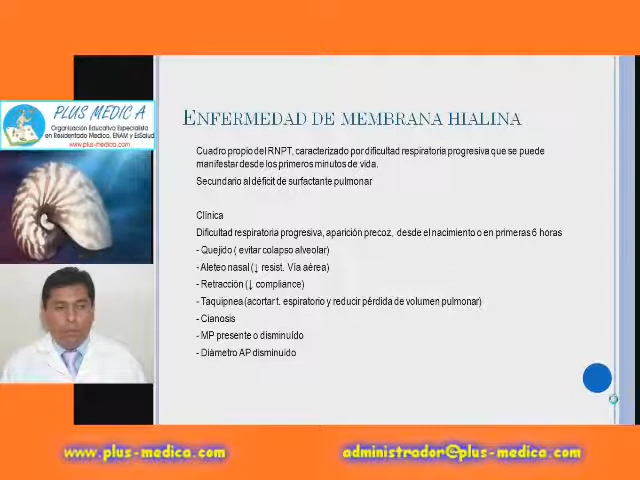 PLUS MEDIC A
Organización Educativa Especialista
en Residentado Medico, ENAM y EsSalud
www.plus-medica.com
ENFERMEDAD DE MEMBRANA HIALINA
Cuadro propio del RNPT, caracterizado por dificultad respiratoria progresiva que se puede
manifestar desde los primeros minutos de vida.
Secundario al déficit de surfactante pulmonar
Clínica
Dificultad respiratoria progresiva, aparición precoz, desde el nacimiento o en primeras 6 horas
- Quejido ( evitar colapso alveolar)
- Aleteo nasal (↓ resist. Vía aérea)
- Retracción (↓ compliance)
- Taquipnea (acortar t. espiratorio y reducir pérdida de volumen pulmonar)
- Cianosis
- MP presente o disminuído
- Diámetro AP disminuído
www.plus-medica.com
administrador@plus-medica.com